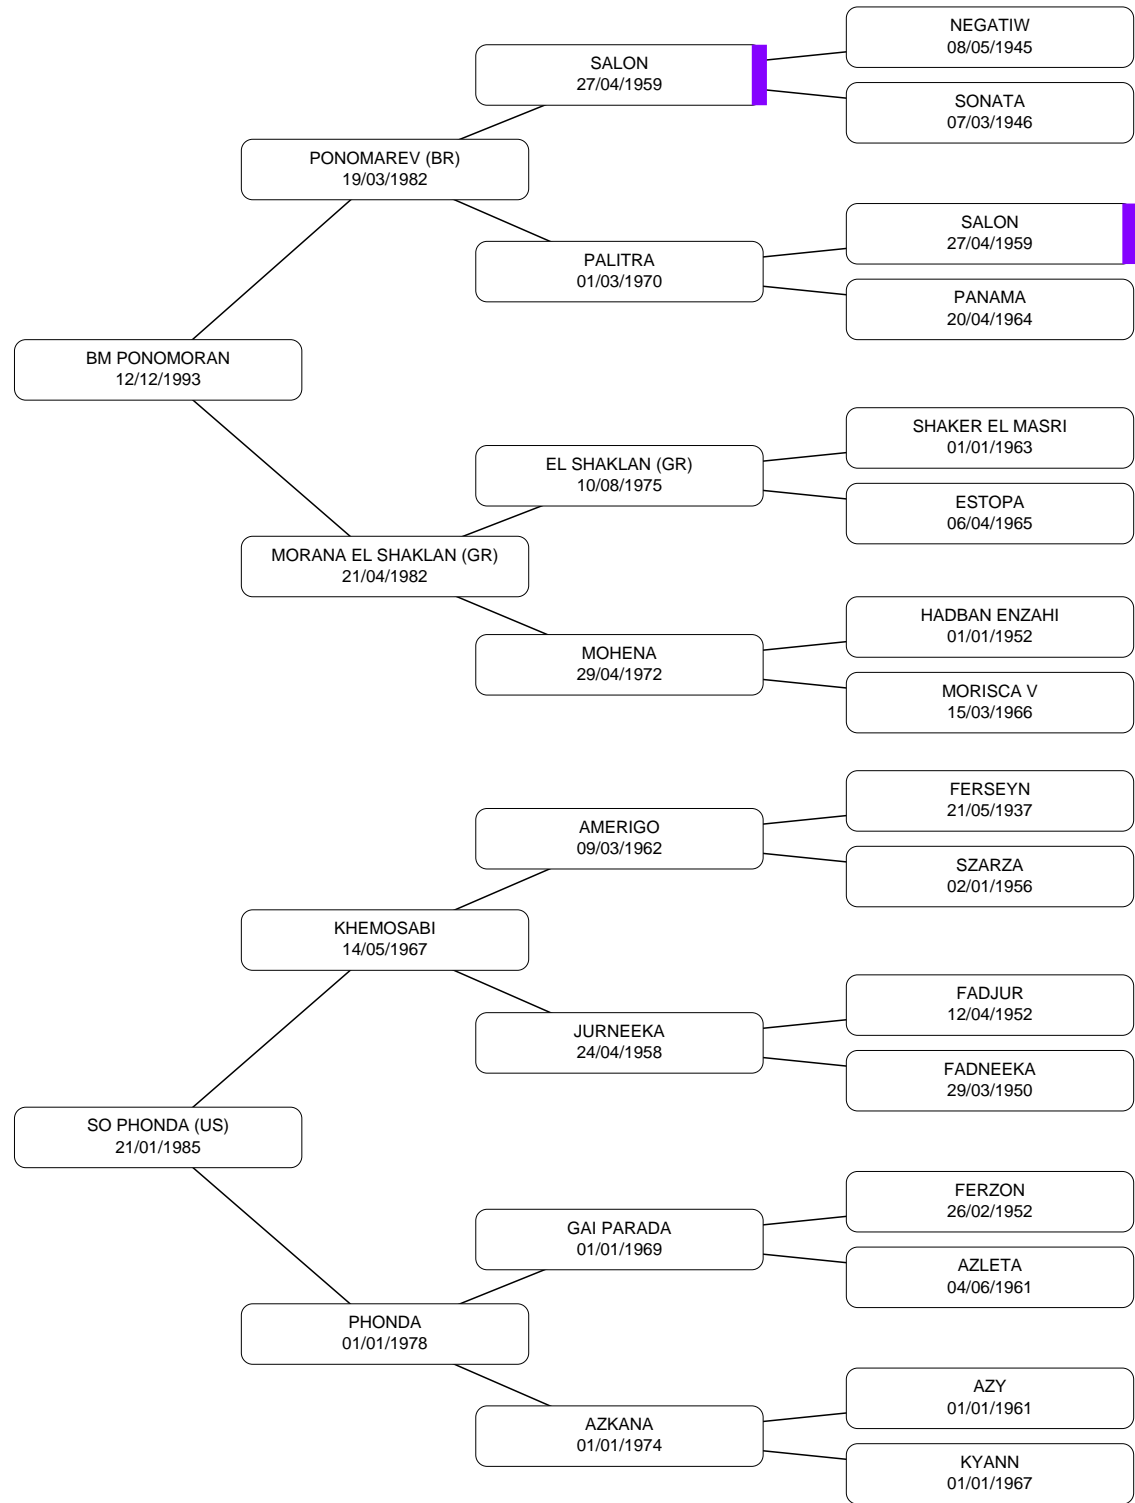 NEGATIW
08/05/1945
SALON
27/04/1959
SONATA
07/03/1946
PONOMAREV (BR)
19/03/1982
SALON
27/04/1959
PALITRA
01/03/1970
PANAMA
20/04/1964
BM PONOMORAN
12/12/1993
SHAKER EL MASRI
01/01/1963
EL SHAKLAN (GR)
10/08/1975
ESTOPA
06/04/1965
MORANA EL SHAKLAN (GR)
21/04/1982
HADBAN ENZAHI
01/01/1952
MOHENA
29/04/1972
MORISCA V
15/03/1966
FERSEYN
21/05/1937
AMERIGO
09/03/1962
SZARZA
02/01/1956
KHEMOSABI
14/05/1967
FADJUR
12/04/1952
JURNEEKA
24/04/1958
FADNEEKA
29/03/1950
SO PHONDA (US)
21/01/1985
FERZON
26/02/1952
GAI PARADA
01/01/1969
AZLETA
04/06/1961
PHONDA
01/01/1978
AZY
01/01/1961
AZKANA
01/01/1974
KYANN
01/01/1967